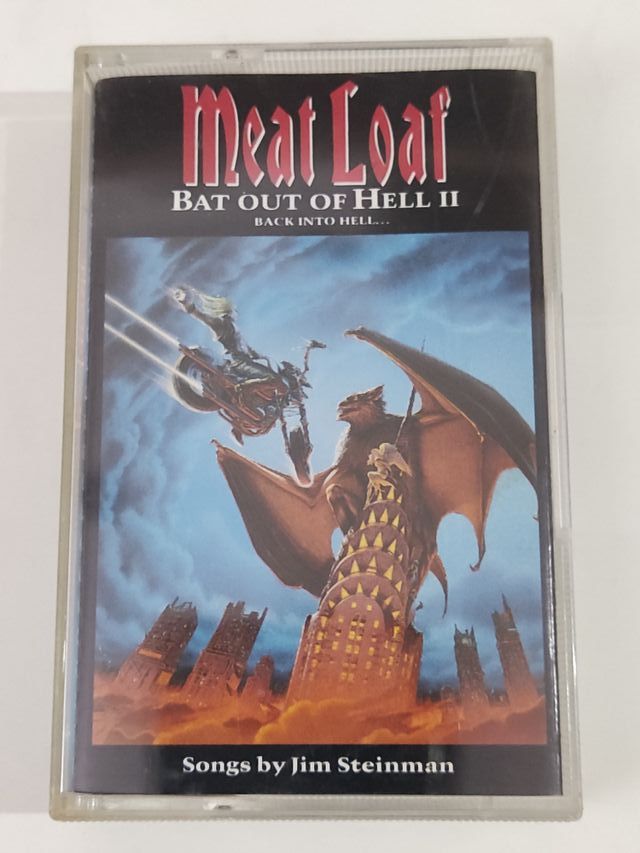 Meat Loaf
BAT OUT OF HELL II
BACK INTO HELL...
Songs by Jim Steinman